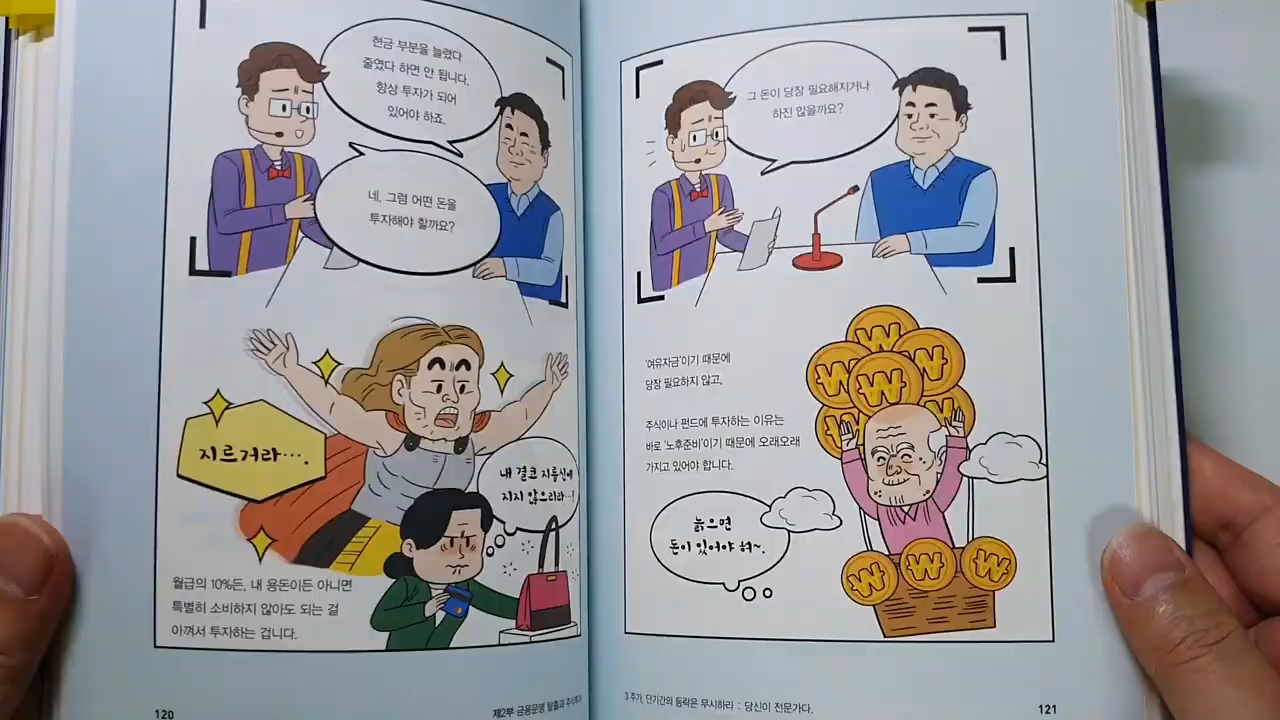 현금 부분을 늘렸다
줄였다 하면 안 됩니다.
항상 투자가 되어
있어야 하죠.
네, 그럼 어떤 돈을
투자해야 할까요?
지르거라….
내 결코 지름신에
지지 않으리라…!
월급의 10%든, 내 용돈이든 아니면
특별히 소비하지 않아도 되는 걸
아껴서 투자하는 겁니다.
120
제2부 금융문맹 탈출과 주식투자
그 돈이 당장 필요해지거나
하진 않을까요?
'여유자금'이기 때문에
당장 필요하지 않고,
주식이나 펀드에 투자하는 이유는
바로 '노후준비'이기 때문에 오래오래
가지고 있어야 합니다.
늙으면
돈이 있어야 혀~.
₩
₩
₩
₩
₩
₩
₩
₩
₩
3 주가, 단기간의 등락은 무시하라 : 당신이 전문가다.
121